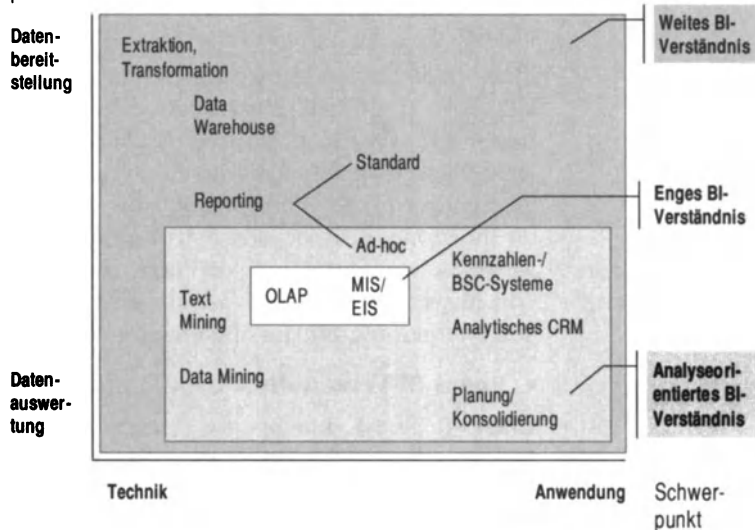 Daten-
bereit-
stellung
Extraktion,
Transformation
Data
Warehouse
Reporting
Standard
Ad-hoc
OLAP
MIS/
EIS
Text
Mining
Data Mining
Kennzahlen-/
BSC-Systeme
Analytisches CRM
Planung/
Konsolidierung
Weites BI-
Verständnis
Enges BI-
Verständnis
Analyseori-
entiertes BI-
Verständnis
Daten-
auswer-
tung
Technik
Anwendung
Schwer-
punkt